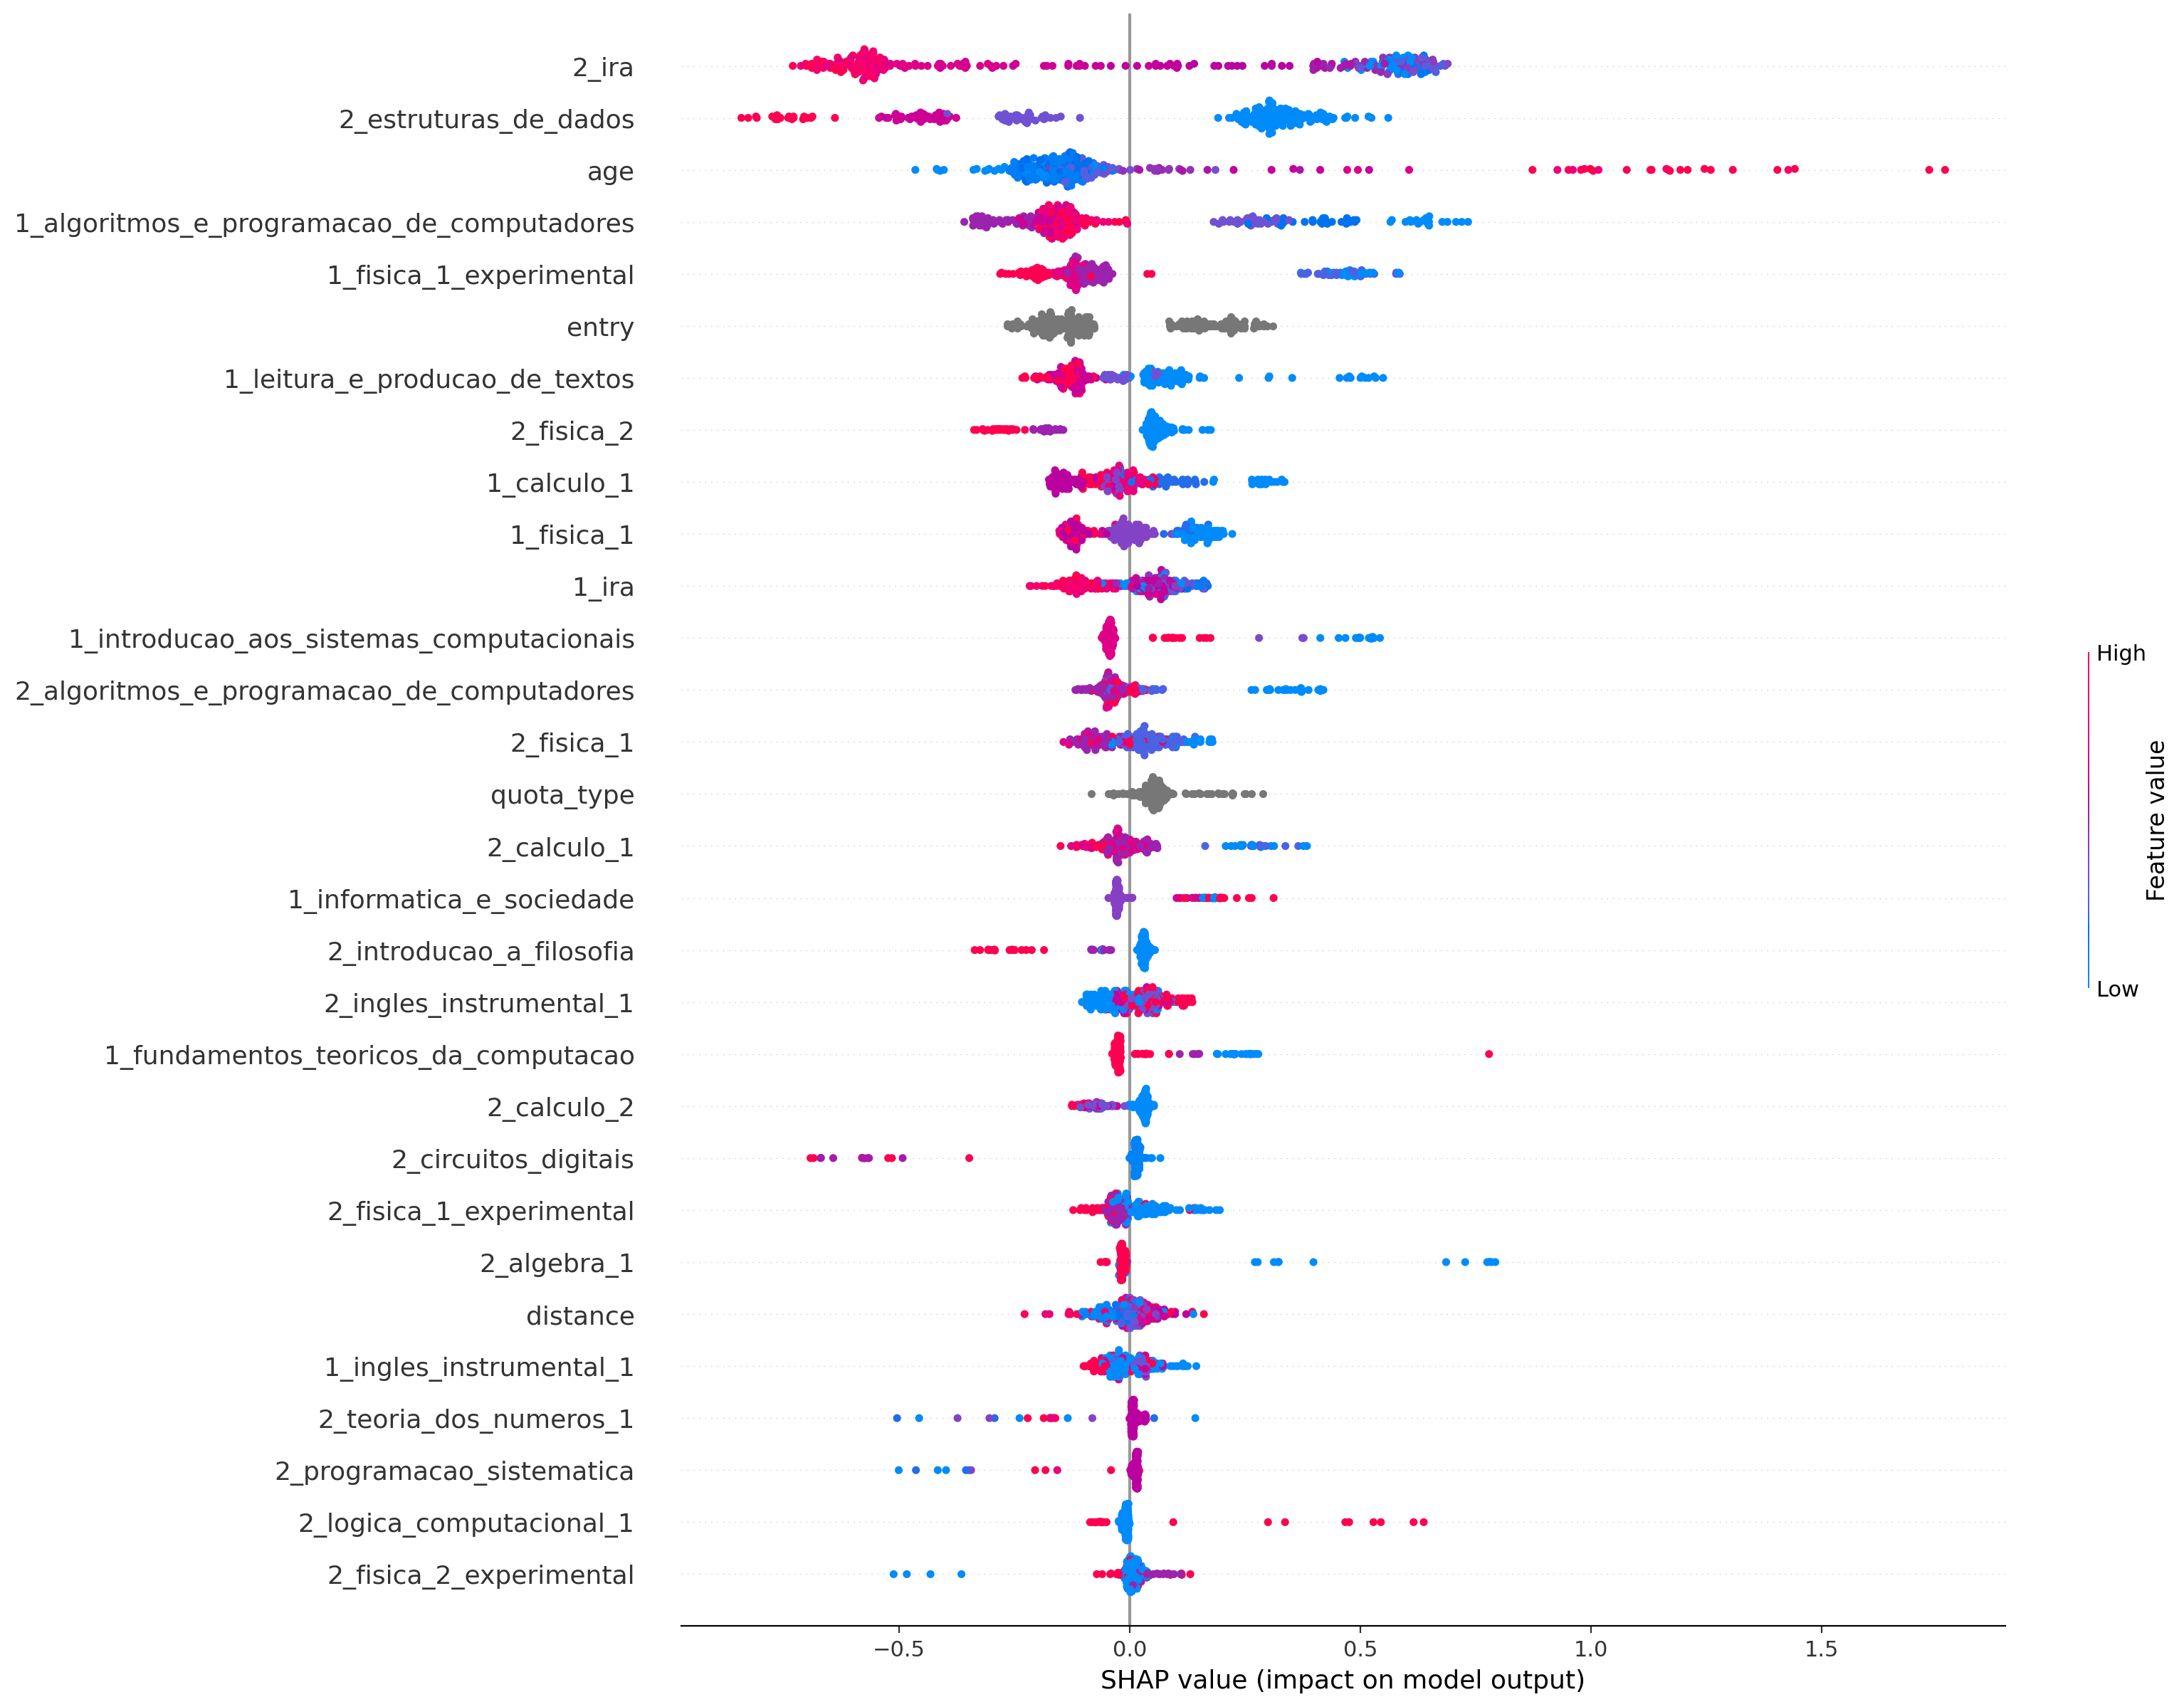 2_ira
2_estruturas_de_dados
age
1_algoritmos_e_programacao_de_computadores
1_fisica_1_experimental
entry
1_leitura_e_producao_de_textos
2_fisica_2
1_calculo_1
1_fisica_1
1_ira
1_introducao_aos_sistemas_computacionais
2_algoritmos_e_programacao_de_computadores
2_fisica_1
quota_type
2_calculo_1
1_informatica_e_sociedade
2_introducao_a_filosofia
2_ingles_instrumental_1
1_fundamentos_teoricos_da_computacao
2_calculo_2
2_circuitos_digitais
2_fisica_1_experimental
2_algebra_1
distance
1_ingles_instrumental_1
2_teoria_dos_numeros_1
2_programacao_sistematica
2_logica_computacional_1
2_fisica_2_experimental
−0.5 0.0 0.5 1.0 1.5
SHAP value (impact on model output)
High
Feature value
Low